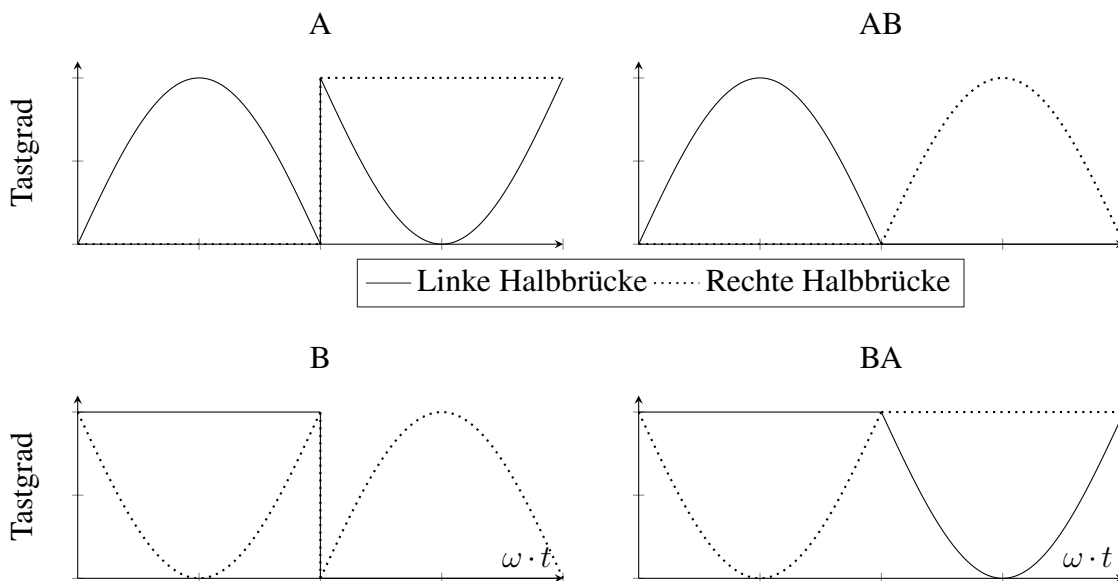 A
AB
Tastgrad
Linke Halbbrücke Rechte Halbbrücke
B
BA
Tastgrad
ω · t
ω · t